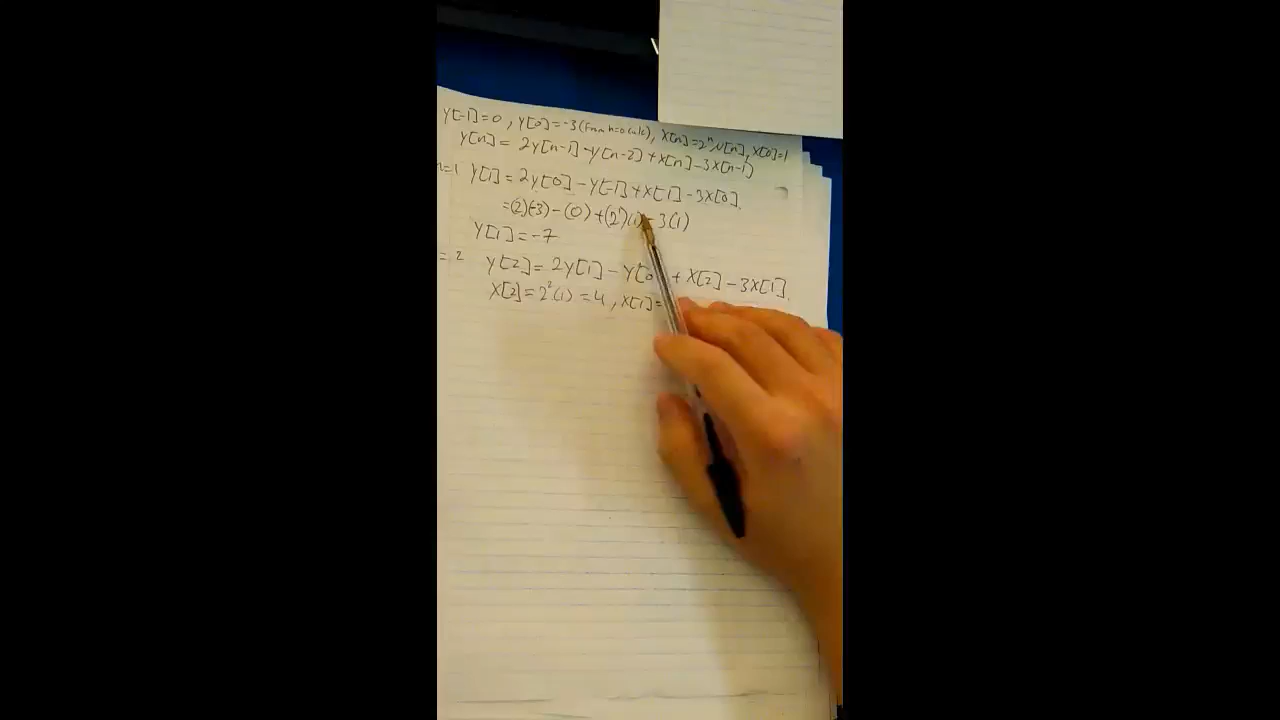 Y[-1]=0, Y[0]=-3 (From n=0 calc), X[n]=2ⁿu[n], X[0]=1
Y[n]= 2Y[n-1]-Y[n-2]+X[n]-3X[n-1]
n=1 Y[1]=2Y[0]-Y[-1]+X[1]-3X[0].
=(2)(-3)-(0)+(2¹)(1)-3(1)
Y[1]=-7
=2 Y[2]=2Y[1]-Y[0]+X[2]-3X[1].
X[2]=2²(1)=4, X[1]=